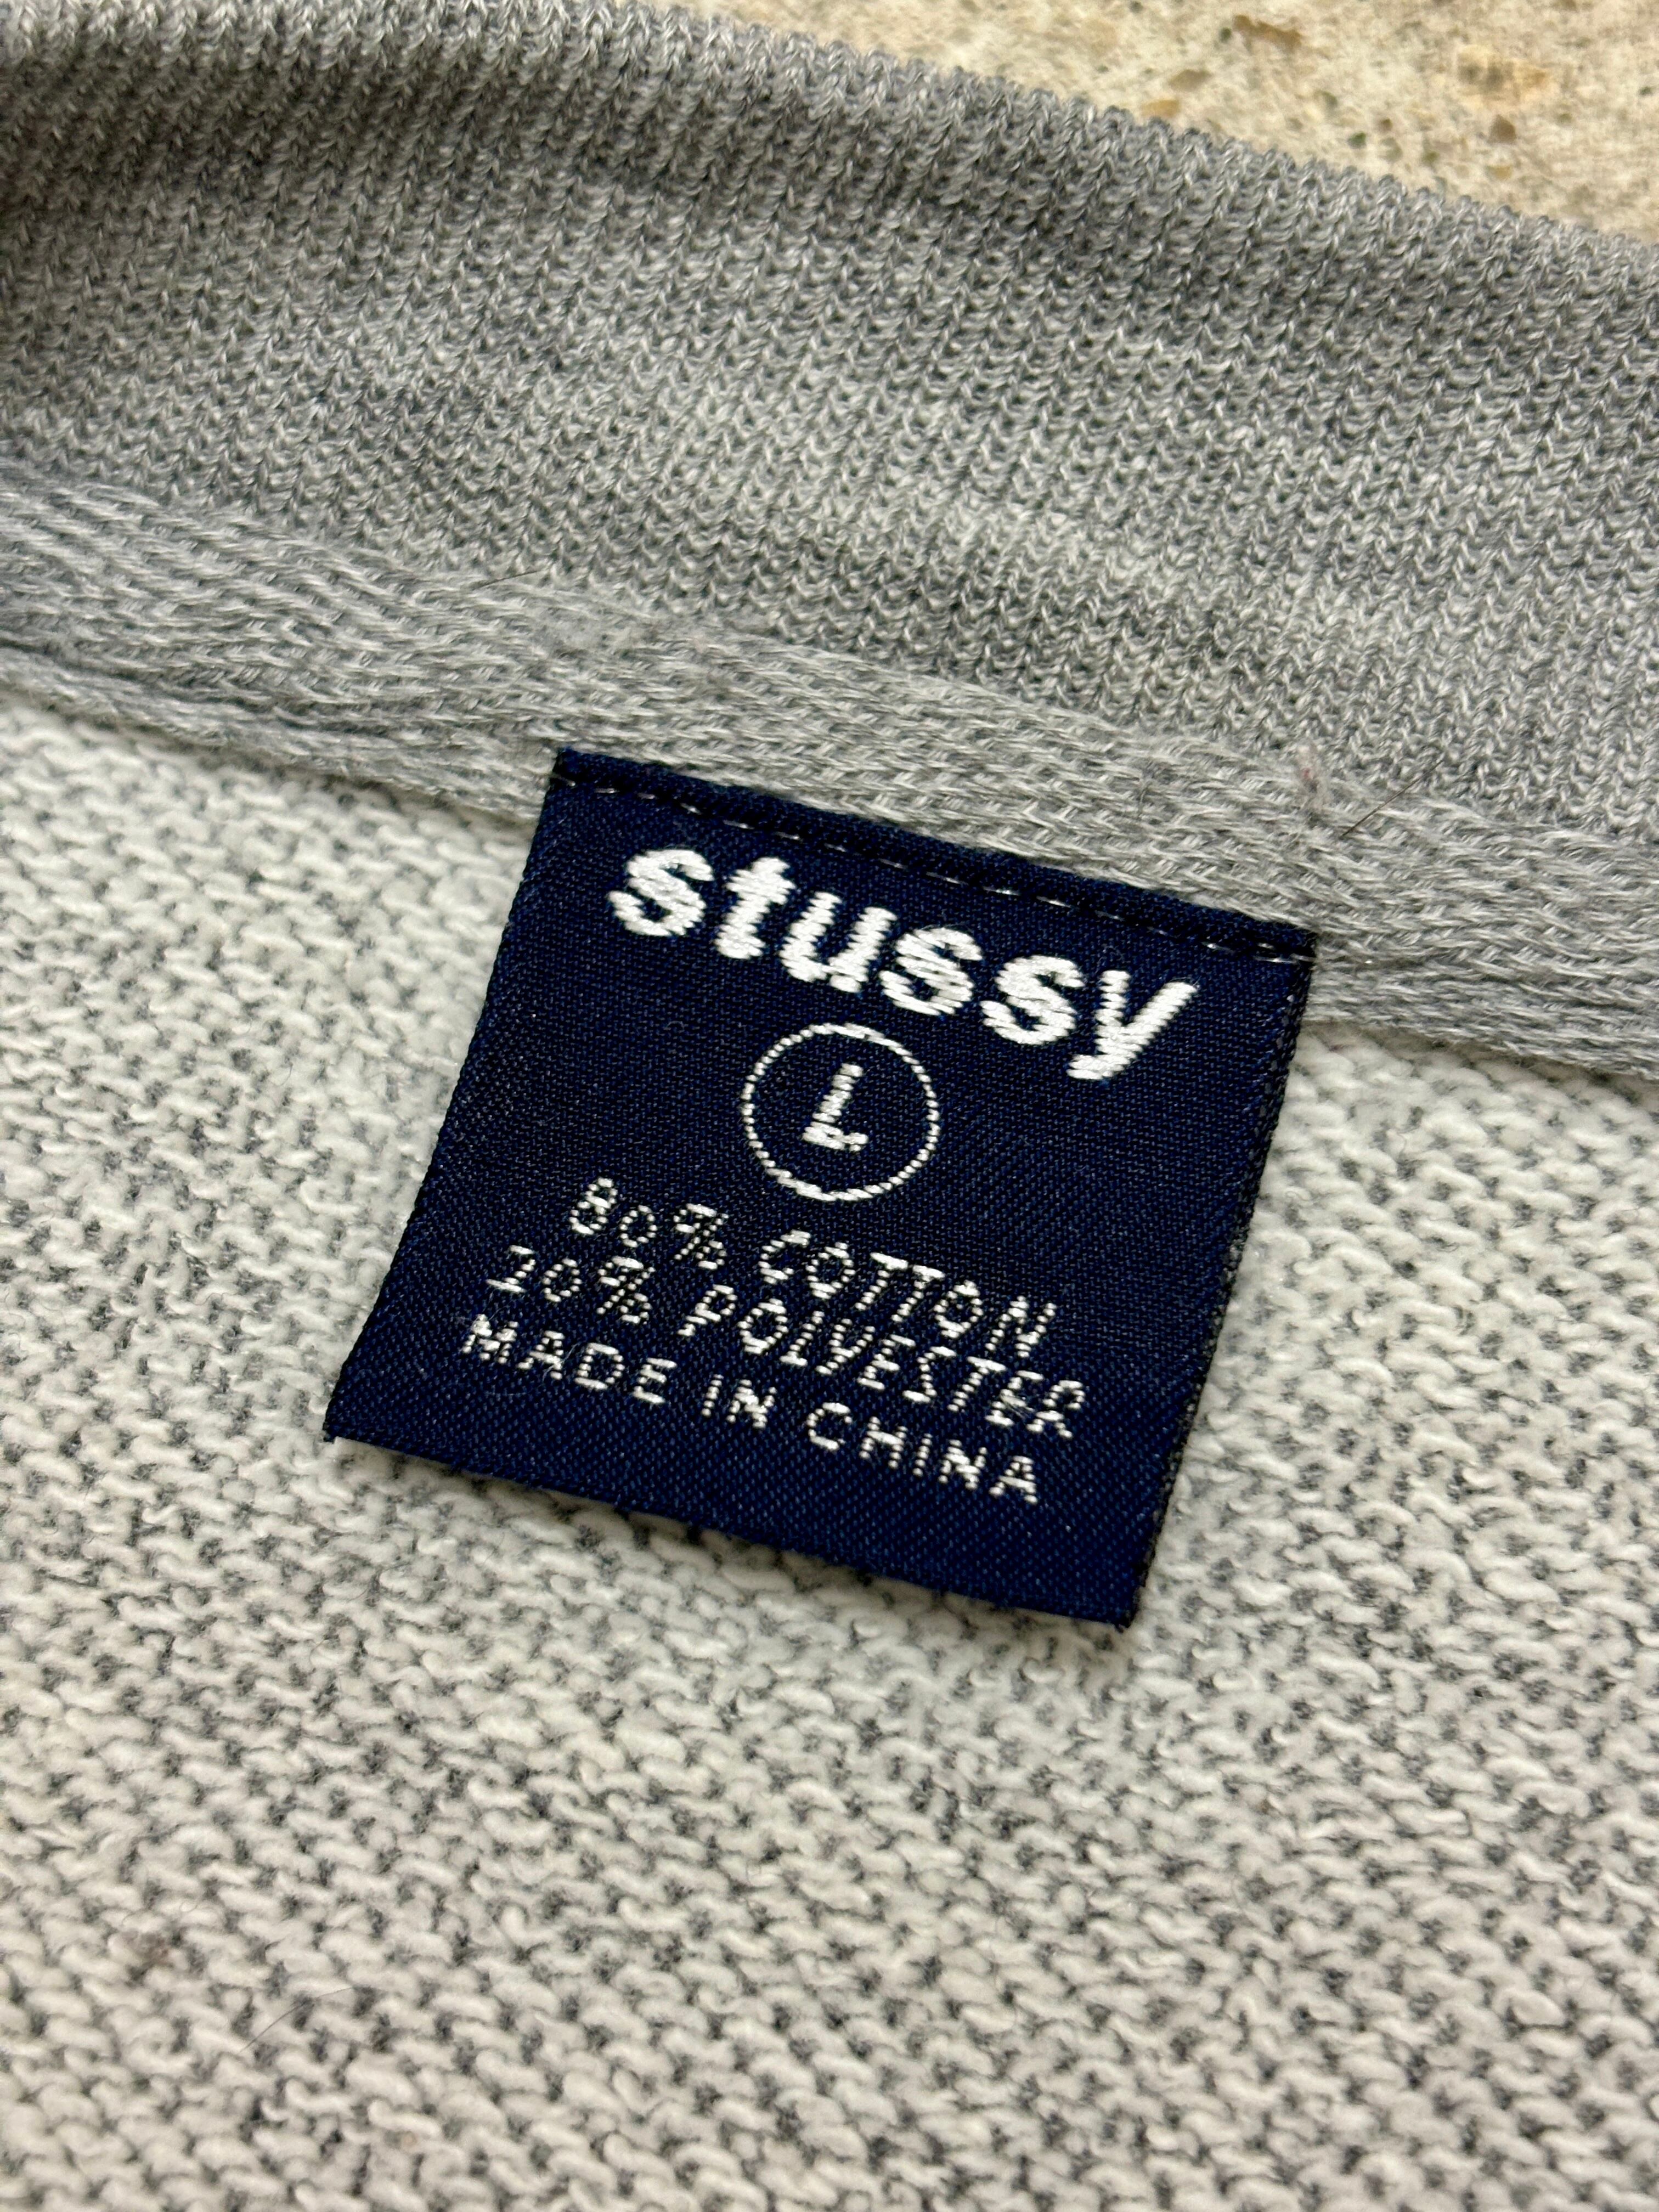 stussy
L
80% COTTON
20% POLYESTER
MADE IN CHINA